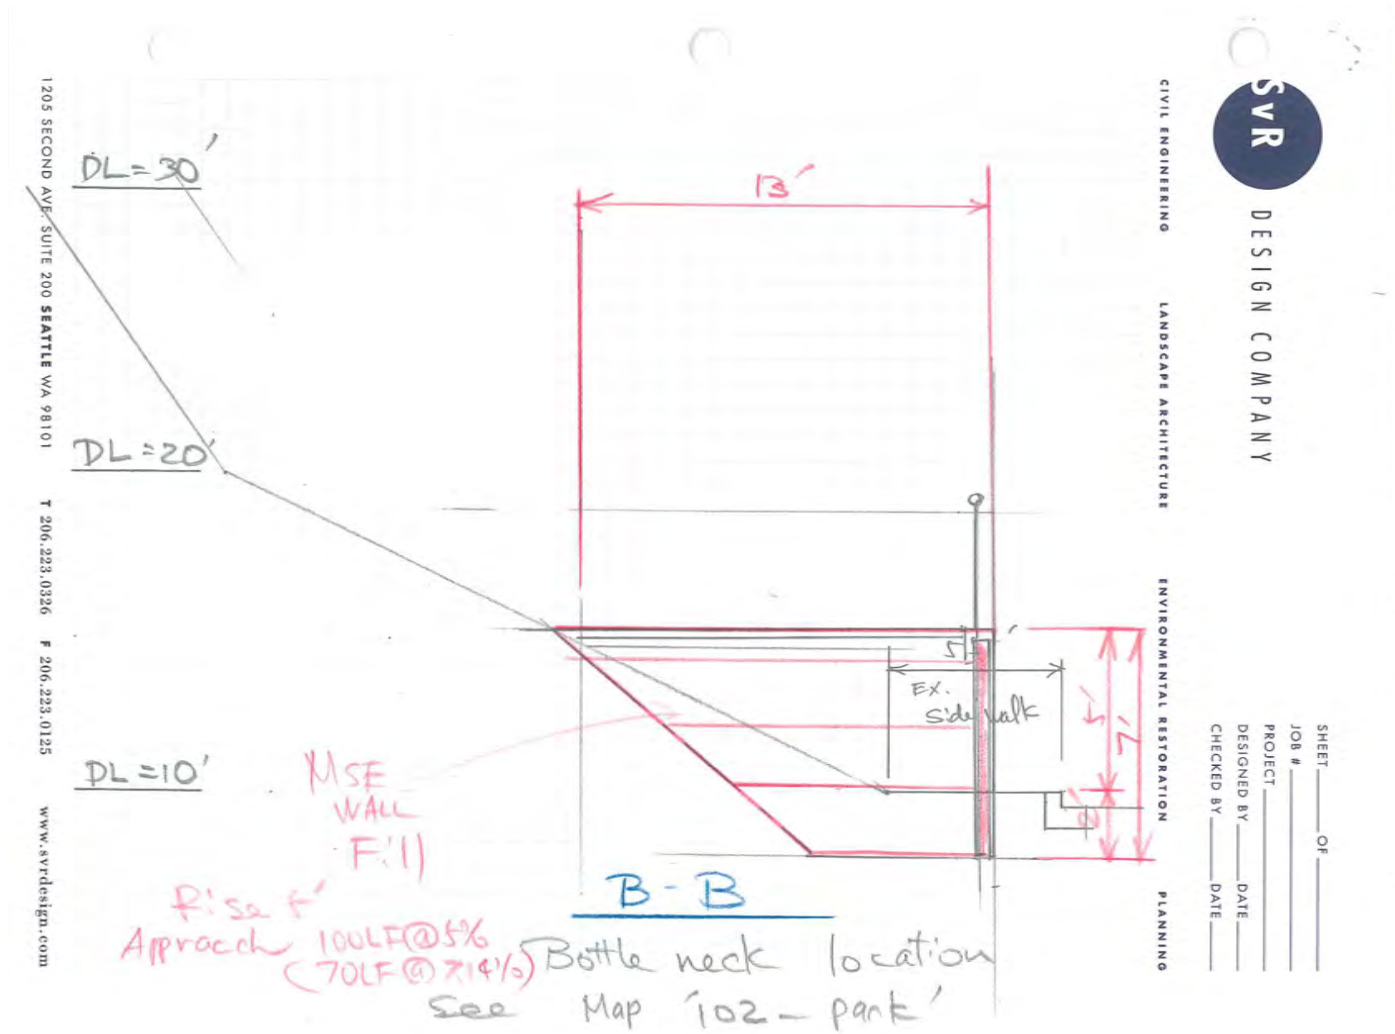 SvR DESIGN COMPANY
CIVIL ENGINEERING LANDSCAPE ARCHITECTURE ENVIRONMENTAL RESTORATION PLANNING
SHEET OF
JOB #
PROJECT
DESIGNED BY DATE
CHECKED BY DATE
DL=30'
13'
DL=20'
5'
EX.
Sidewalk
5'
7'
2'
DL=10'
MSE
WALL
Fill
B-B
Rise 5'
Approach 100LF@5%
(70LF@7.14%)
Bottle neck location
See Map '102-park'
1205 SECOND AVE. SUITE 200 SEATTLE WA 98101 T 206.223.0326 F 206.223.0125 www.svrdesign.com